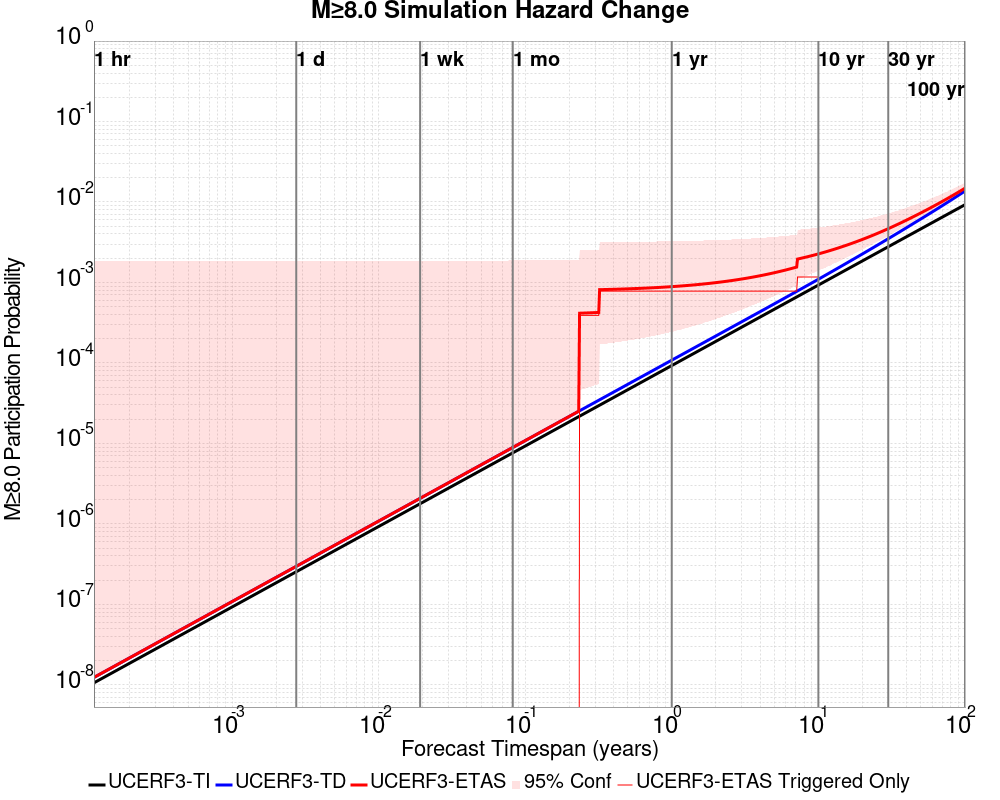 M≥8.0 Simulation Hazard Change
10^0
10^-1
10^-2
10^-3
10^-4
10^-5
10^-6
10^-7
10^-8
M≥8.0 Participation Probability
1 hr 1 d 1 wk 1 mo 1 yr 10 yr 30 yr
100 yr
10^-3 10^-2 10^-1 10^0 10^1 10^2
Forecast Timespan (years)
UCERF3-TI UCERF3-TD UCERF3-ETAS 95% Conf UCERF3-ETAS Triggered Only